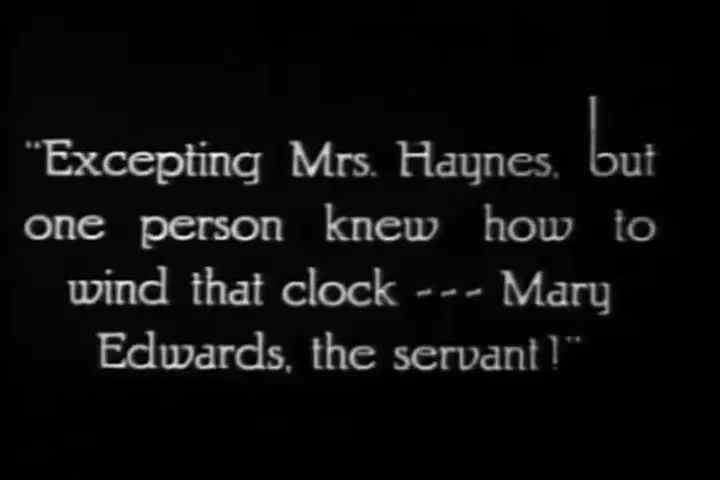 "Excepting Mrs. Haynes, but
one person knew how to
wind that clock --- Mary
Edwards, the servant!"